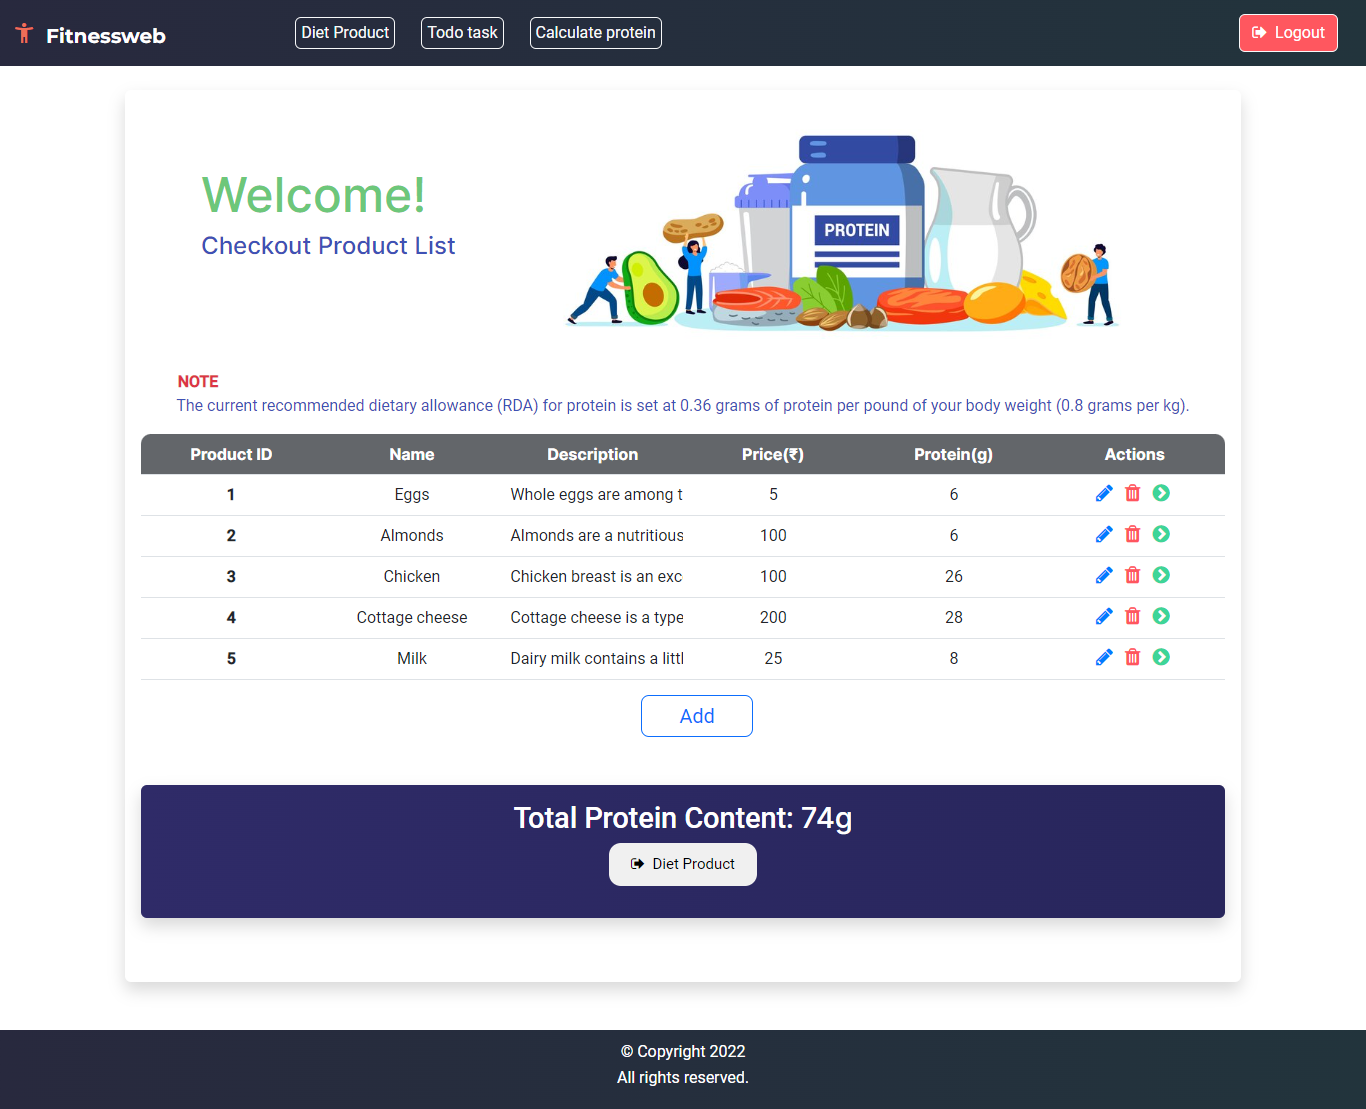 Fitnessweb
Diet Product
Todo task
Calculate protein
Logout
Welcome!
Checkout Product List
PROTEIN
NOTE
The current recommended dietary allowance (RDA) for protein is set at 0.36 grams of protein per pound of your body weight (0.8 grams per kg).
Product ID Name Description Price(₹) Protein(g) Actions
1 Eggs Whole eggs are among t 5 6
2 Almonds Almonds are a nutritious 100 6
3 Chicken Chicken breast is an exc 100 26
4 Cottage cheese Cottage cheese is a type 200 28
5 Milk Dairy milk contains a littl 25 8
Add
Total Protein Content: 74g
Diet Product
© Copyright 2022
All rights reserved.